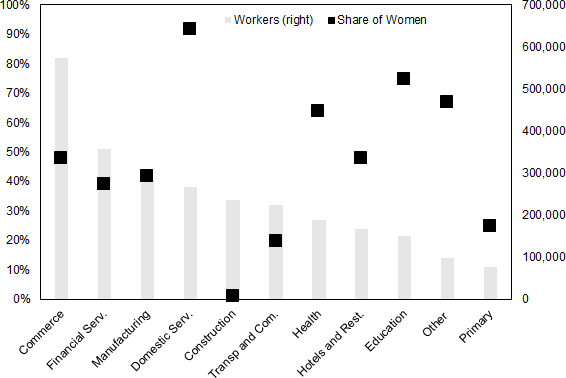 100%
90%
80%
70%
60%
50%
40%
30%
20%
10%
0%
Workers (right) Share of Women
700,000
600,000
500,000
400,000
300,000
200,000
100,000
0
Commerce
Financial Serv.
Manufacturing
Domestic Serv.
Construction
Transp and Com.
Health
Hotels and Rest.
Education
Other
Primary